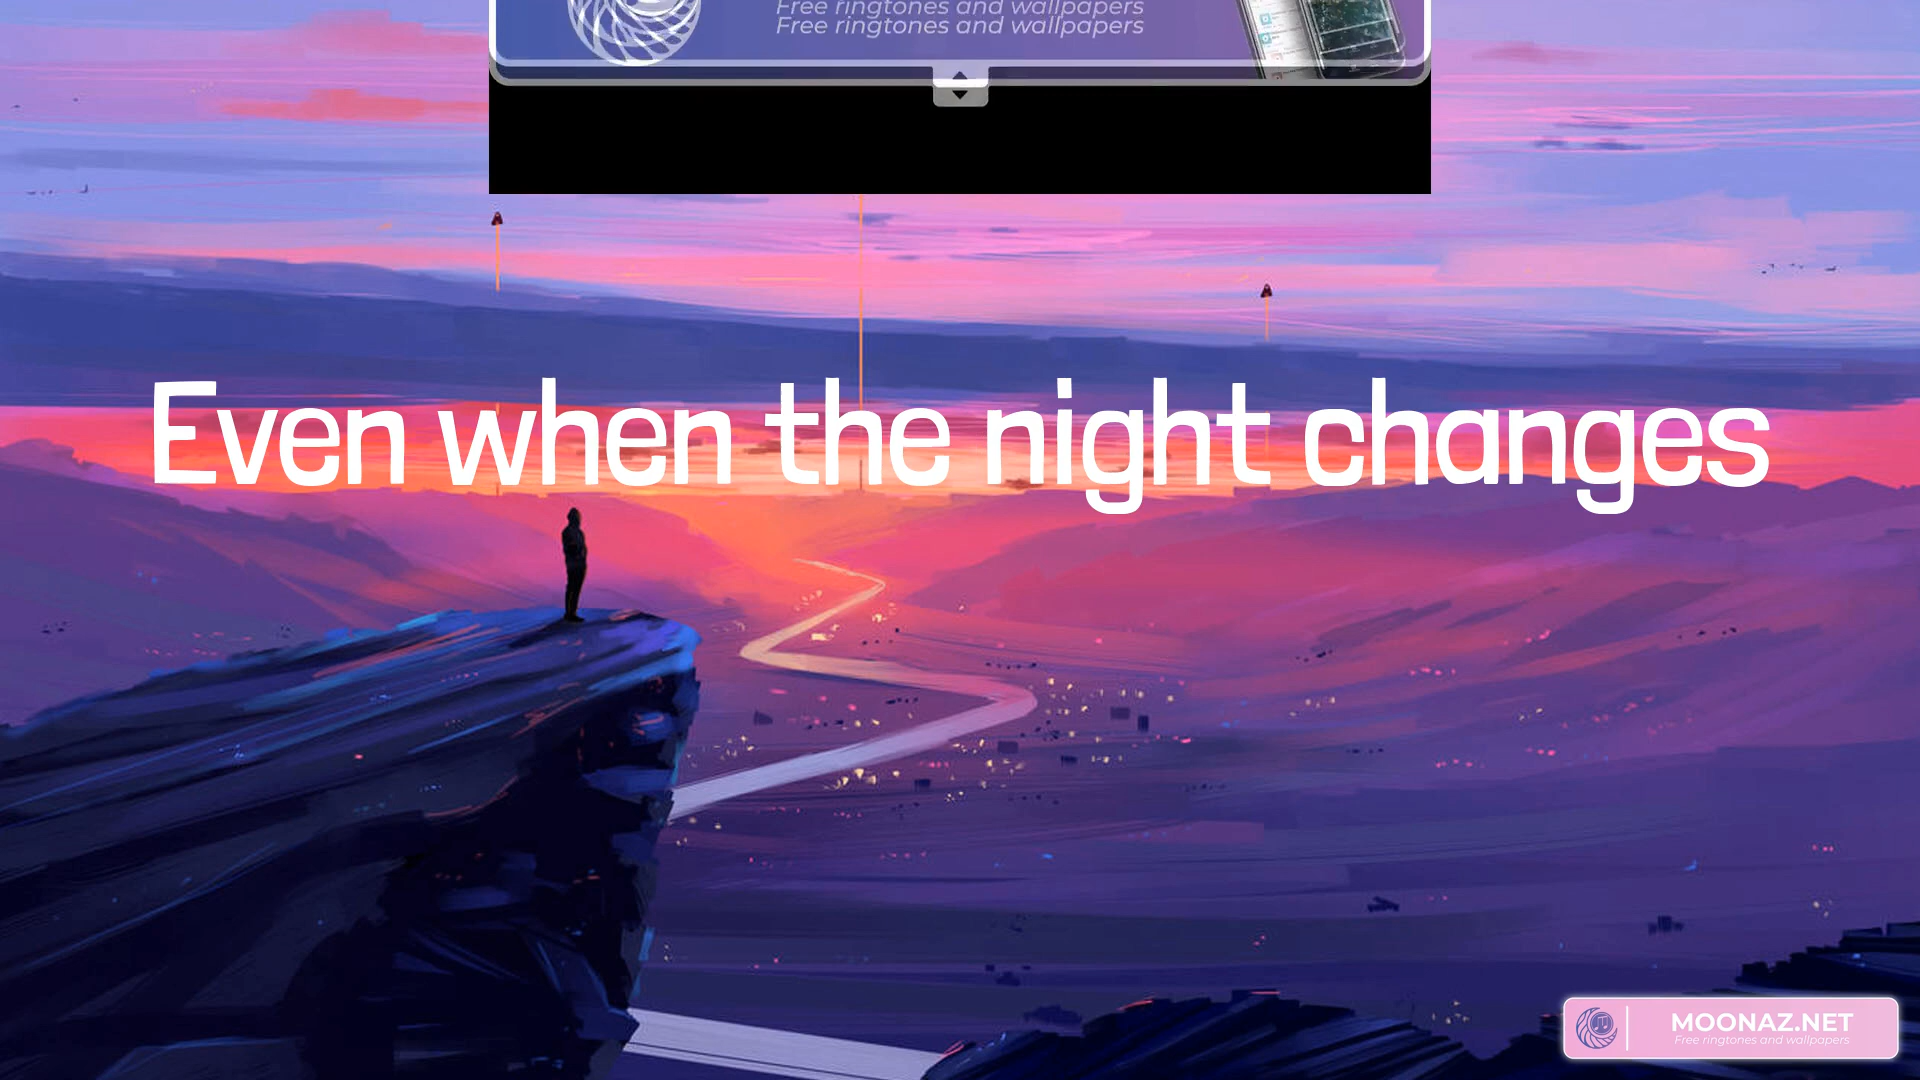 Free ringtones and wallpapers
Free ringtones and wallpapers
Even when the night changes
MOONAZ.NET
Free ringtones and wallpapers